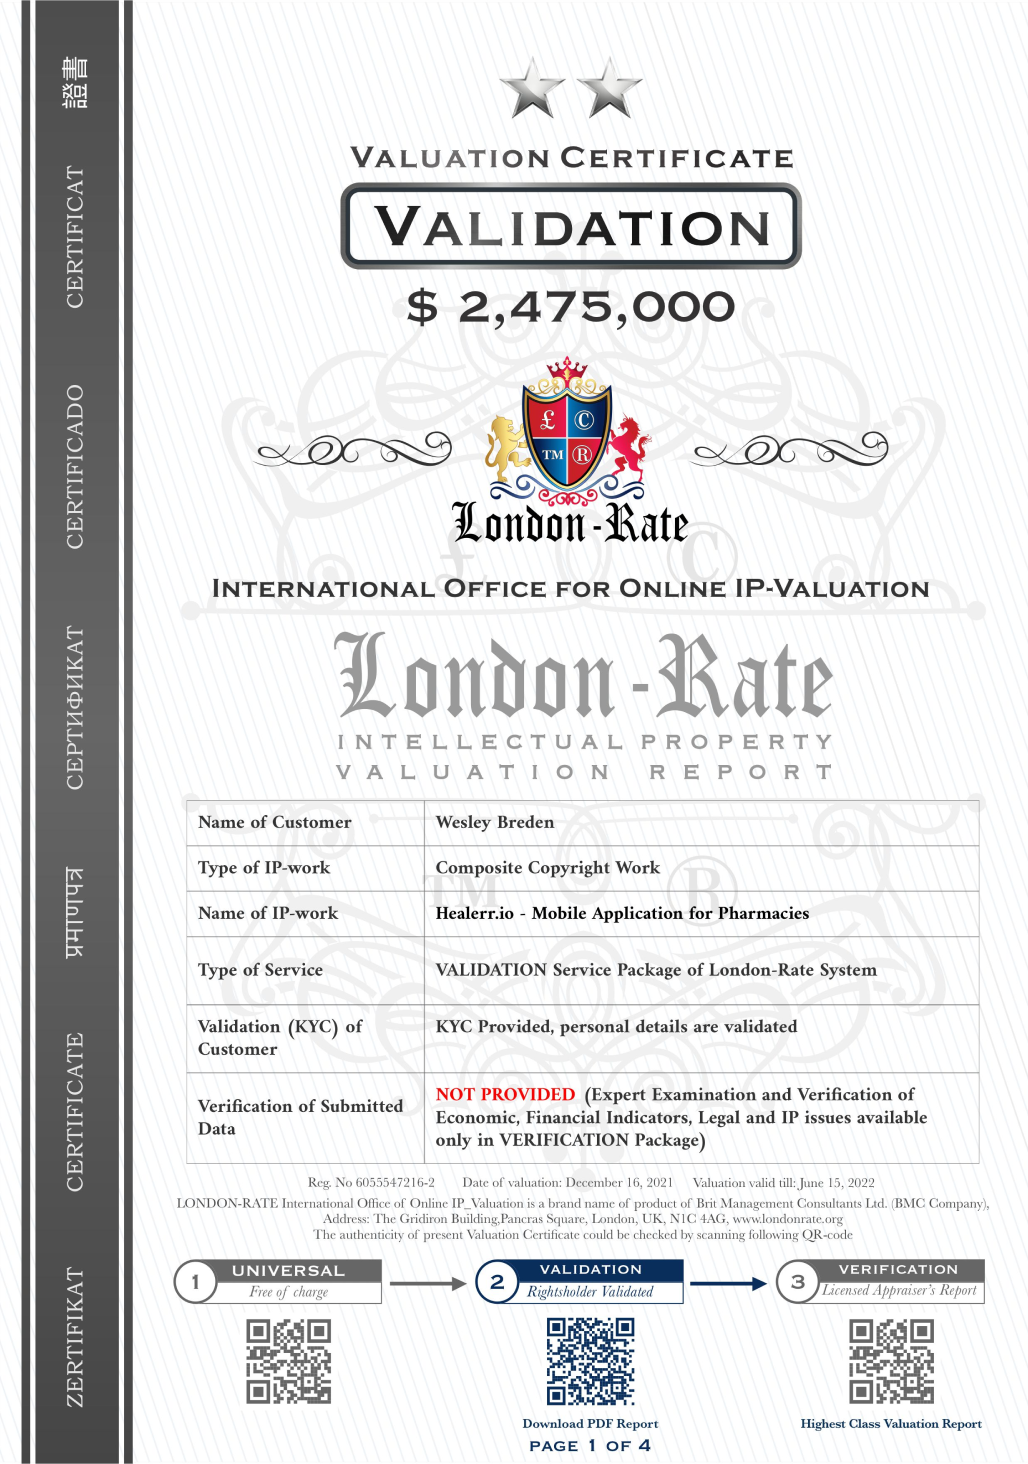 證書
CERTIFICAT
CERTIFICADO
СЕРТИФИКАТ
प्रमाणपत्र
CERTIFICATE
ZERTIFIKAT
VALUATION CERTIFICATE
VALIDATION
$ 2,475,000
£ ©
TM ®
London-Rate
£ ©
INTERNATIONAL OFFICE FOR ONLINE IP-VALUATION
London-Rate
INTELLECTUAL PROPERTY
VALUATION REPORT
Name of Customer Wesley Breden
Type of IP-work Composite Copyright Work
TM ®
Name of IP-work Healerr.io - Mobile Application for Pharmacies
Type of Service VALIDATION Service Package of London-Rate System
Validation (KYC) of
Customer
KYC Provided, personal details are validated
Verification of Submitted
Data
NOT PROVIDED (Expert Examination and Verification of
Economic, Financial Indicators, Legal and IP issues available
only in VERIFICATION Package)
Reg. No 6055547216-2 Date of valuation: December 16, 2021 Valuation valid till: June 15, 2022
LONDON-RATE International Office of Online IP_Valuation is a brand name of product of Brit Management Consultants Ltd. (BMC Company),
Address: The Gridiron Building,Pancras Square, London, UK, N1C 4AG, www.londonrate.org
The authenticity of present Valuation Certificate could be checked by scanning following QR-code
1 UNIVERSAL
Free of charge
2 VALIDATION
Rightsholder Validated
3 VERIFICATION
Licensed Appraiser's Report
Download PDF Report
Highest Class Valuation Report
PAGE 1 OF 4